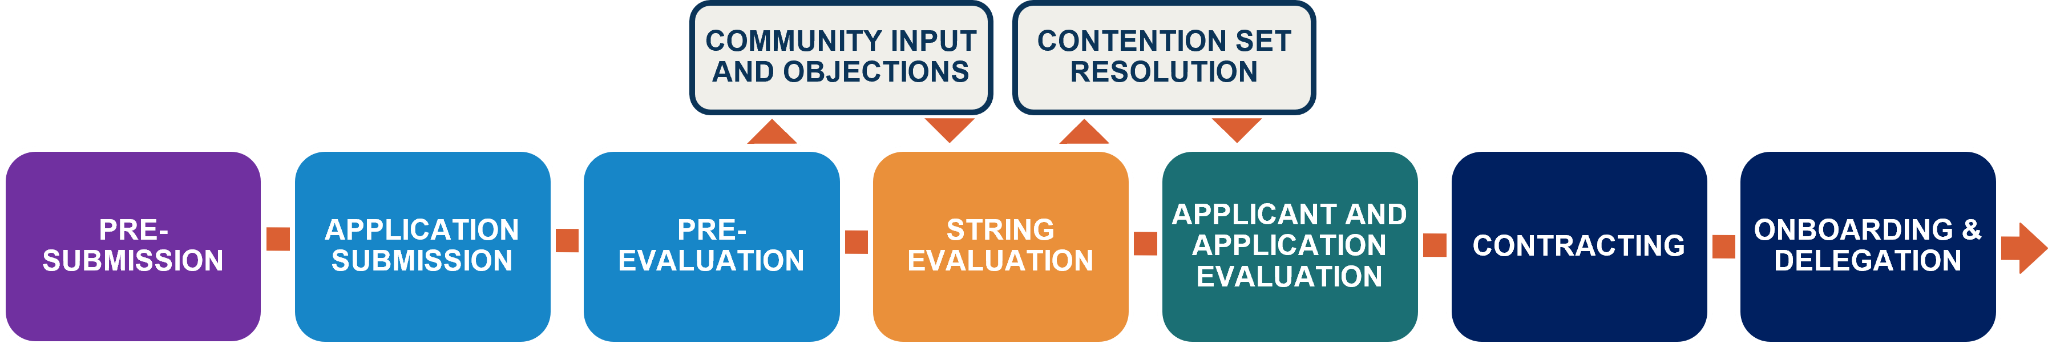 COMMUNITY INPUT
AND OBJECTIONS
CONTENTION SET
RESOLUTION
PRE-
SUBMISSION
APPLICATION
SUBMISSION
PRE-
EVALUATION
STRING
EVALUATION
APPLICANT AND
APPLICATION
EVALUATION
CONTRACTING
ONBOARDING &
DELEGATION